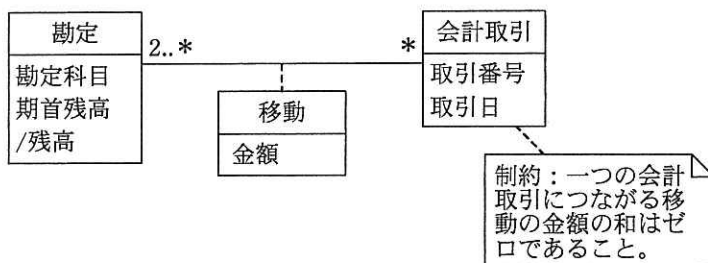 勘定
勘定科目
期首残高
/残高
2..*
*
移動
金額
会計取引
取引番号
取引日
制約：一つの会計
取引につながる移
動の金額の和はゼ
ロであること。